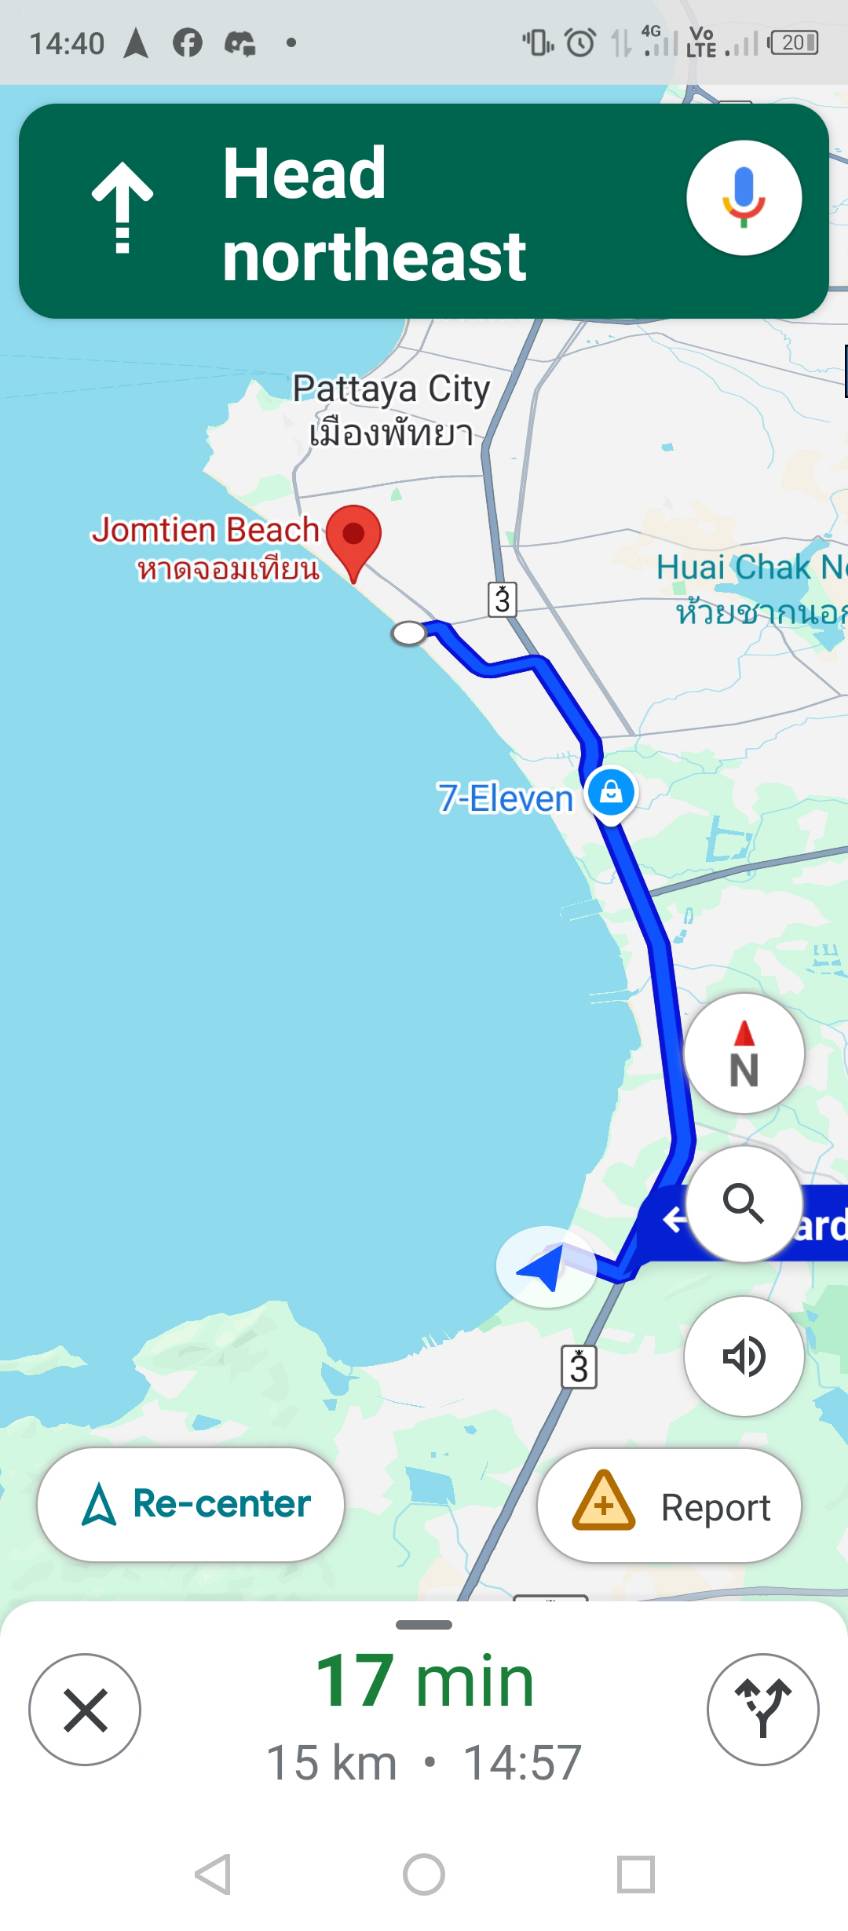 14:40
4G
Vo
LTE
20
Head
northeast
Pattaya City
เมืองพัทยา
Jomtien Beach
หาดจอมเทียน
3
Huai Chak N
ห้วยชากนอก
7-Eleven
N
ard
3
Re-center
Report
17 min
15 km • 14:57